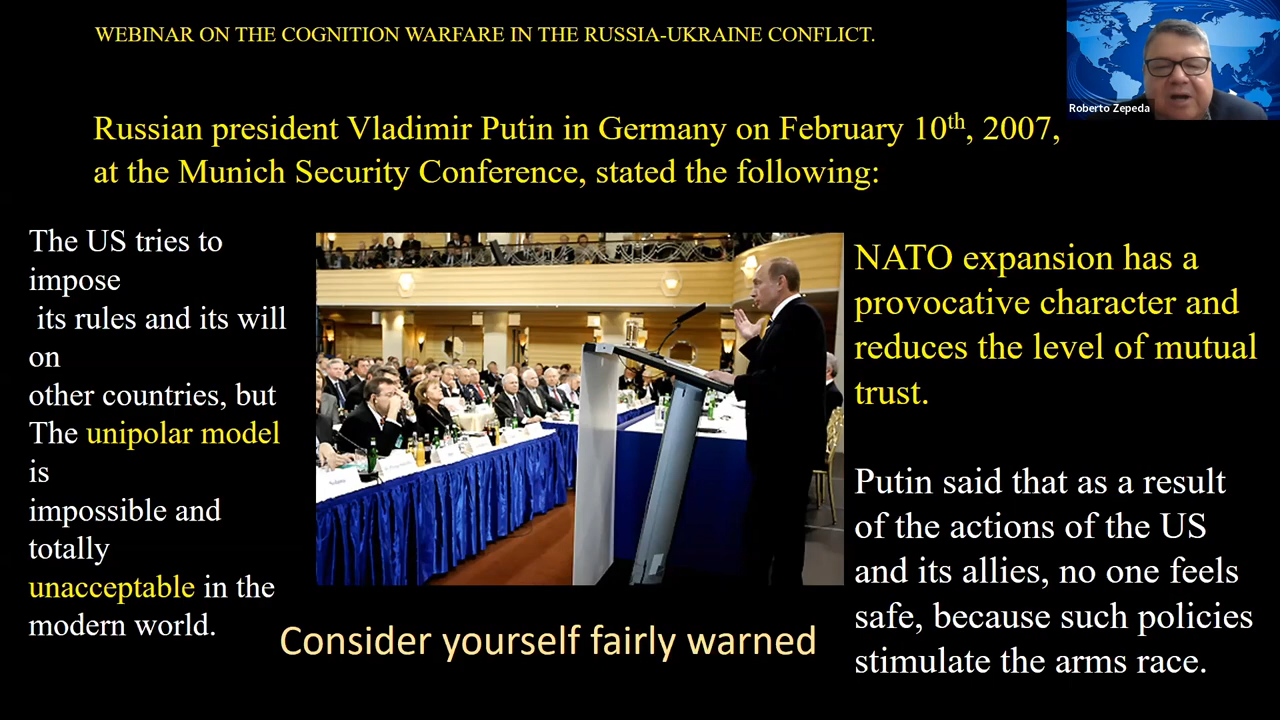 WEBINAR ON THE COGNITION WARFARE IN THE RUSSIA-UKRAINE CONFLICT.
Roberto Zepeda
Russian president Vladimir Putin in Germany on February 10th, 2007,
at the Munich Security Conference, stated the following:
The US tries to
impose
its rules and its will
on
other countries, but
The unipolar model
is
impossible and
totally
unacceptable in the
modern world.
NATO expansion has a
provocative character and
reduces the level of mutual
trust.
Putin said that as a result
of the actions of the US
and its allies, no one feels
safe, because such policies
stimulate the arms race.
Consider yourself fairly warned